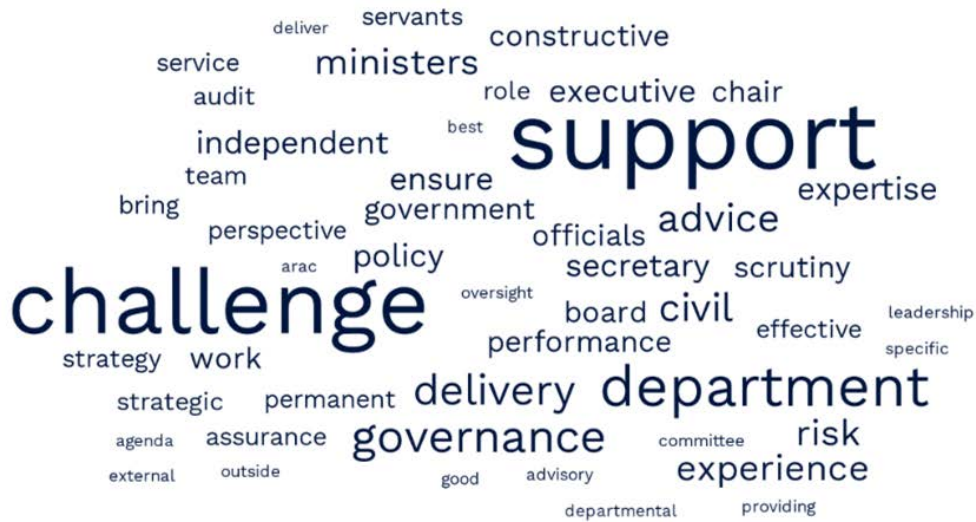 deliver servants constructive
service ministers
audit role executive chair
independent best support
team ensure expertise
bring government advice
perspective officials
arac policy secretary scrutiny
challenge oversight board civil leadership
strategy work performance effective specific
strategic permanent delivery department
agenda assurance governance committee risk
external outside good advisory experience
departmental providing